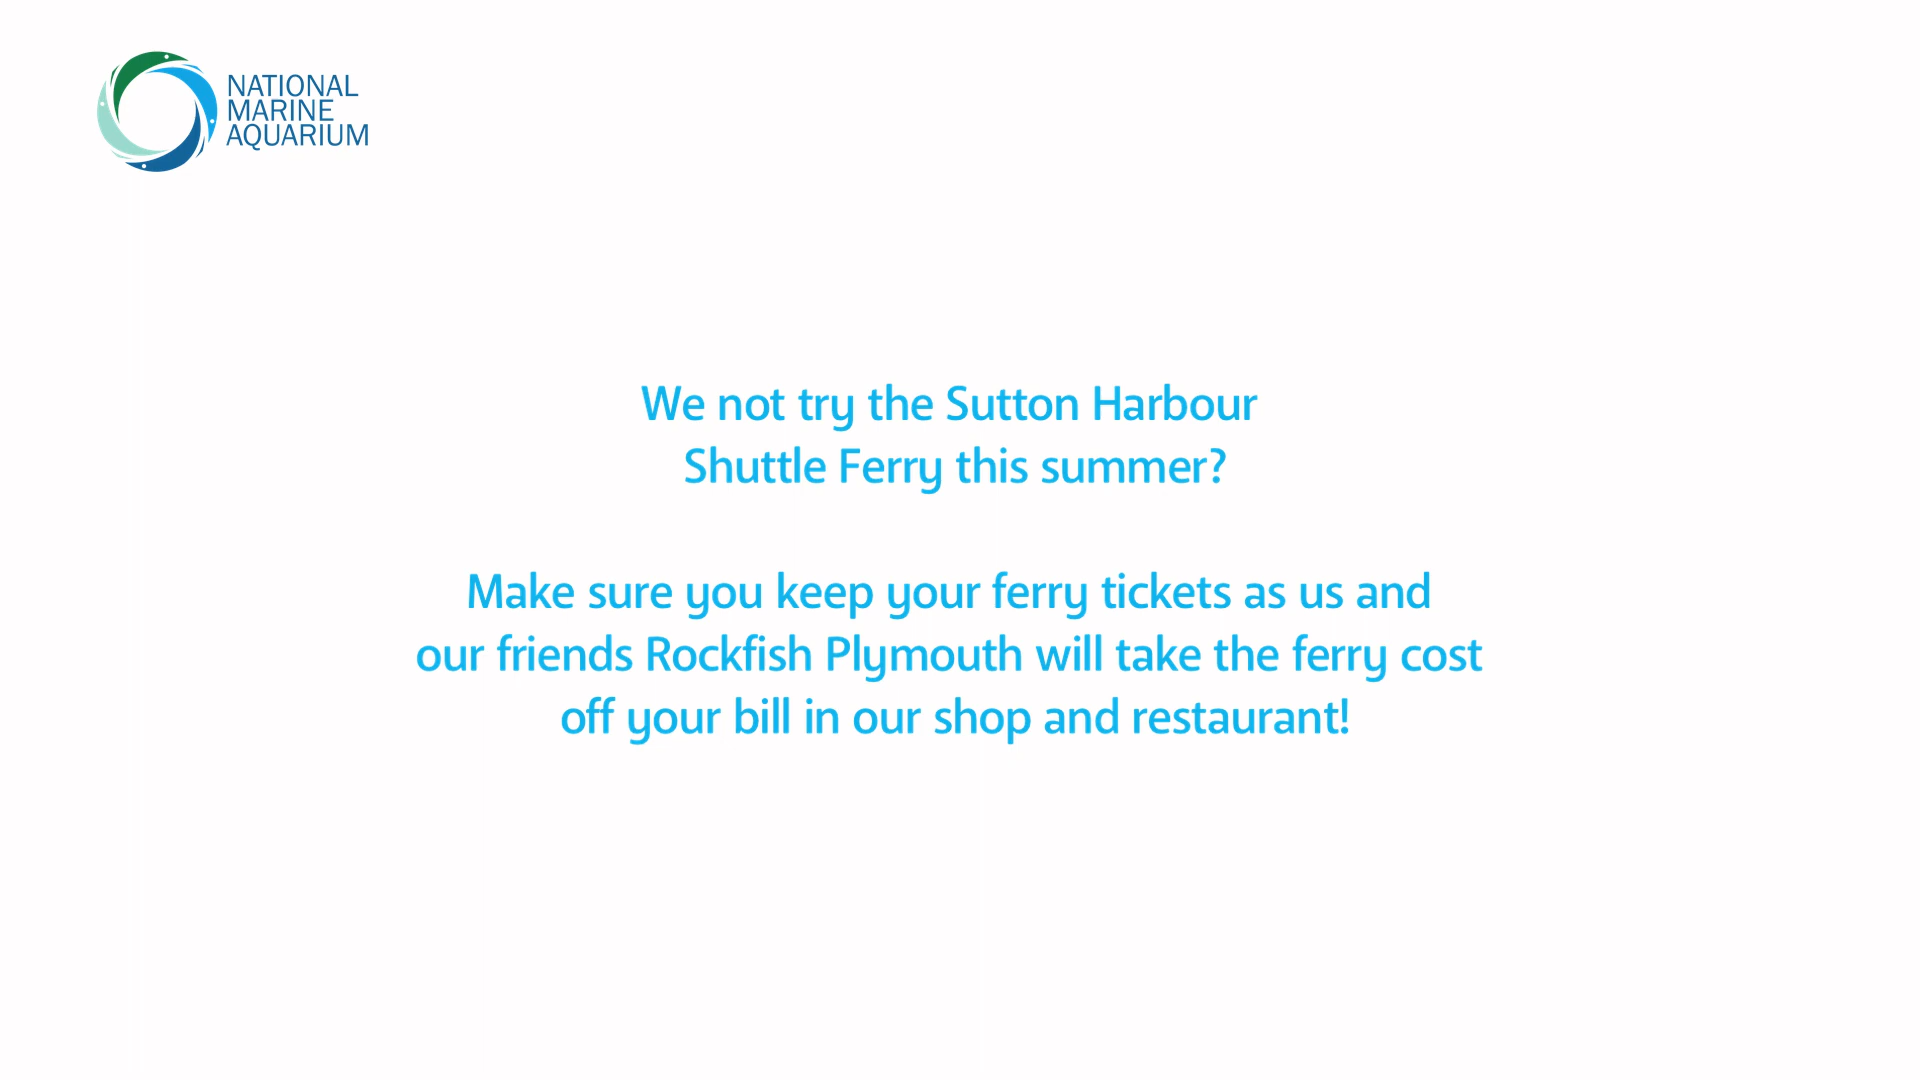 NATIONAL
MARINE
AQUARIUM
We not try the Sutton Harbour
Shuttle Ferry this summer?
Make sure you keep your ferry tickets as us and
our friends Rockfish Plymouth will take the ferry cost
off your bill in our shop and restaurant!